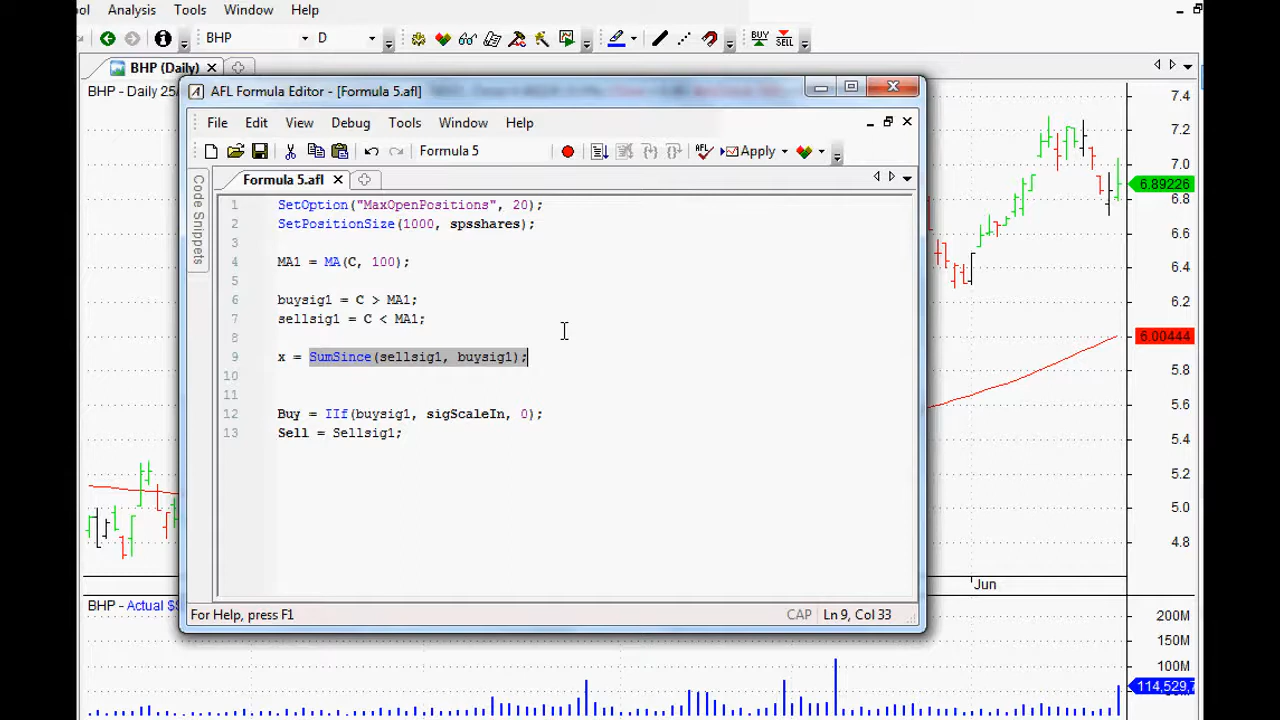 ol Analysis Tools Window Help
BHP D BUY SELL
BHP (Daily)
BHP - Daily 25/
AFL Formula Editor - [Formula 5.afl]
File Edit View Debug Tools Window Help
Formula 5 AFL Apply
Formula 5.afl
Code Snippets
1 SetOption("MaxOpenPositions", 20);
2 SetPositionSize(1000, spsshares);
3
4 MA1 = MA(C, 100);
5
6 buysig1 = C > MA1;
7 sellsig1 = C < MA1;
8
9 x = SumSince(sellsig1, buysig1);
10
11
12 Buy = IIf(buysig1, sigScaleIn, 0);
13 Sell = Sellsig1;
For Help, press F1 CAP Ln 9, Col 33
7.4
7.2
7.0
6.89226
6.8
6.6
6.4
6.2
6.00444
5.8
5.6
5.4
5.2
5.0
4.8
Jun
BHP - Actual $
200M
150M
100M
114,529,7